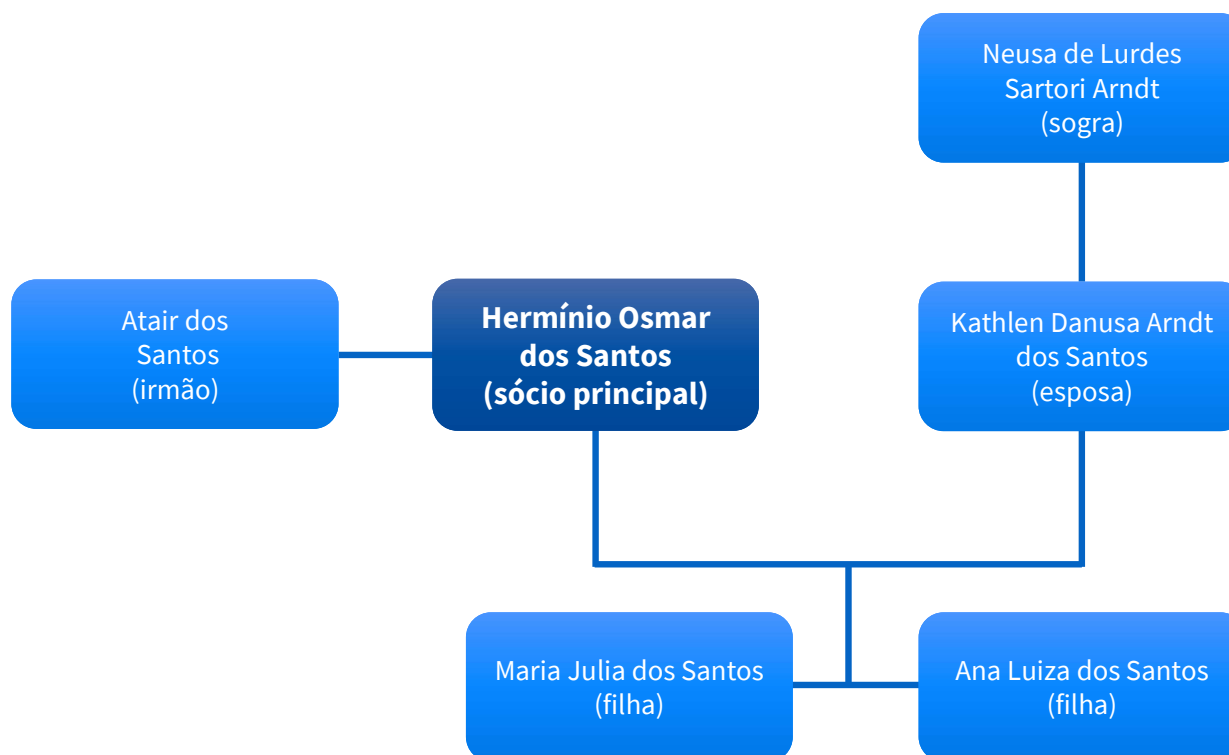 Neusa de Lurdes
Sartori Arndt
(sogra)
Atair dos
Santos
(irmão)
Hermínio Osmar
dos Santos
(sócio principal)
Kathlen Danusa Arndt
dos Santos
(esposa)
Maria Julia dos Santos
(filha)
Ana Luiza dos Santos
(filha)